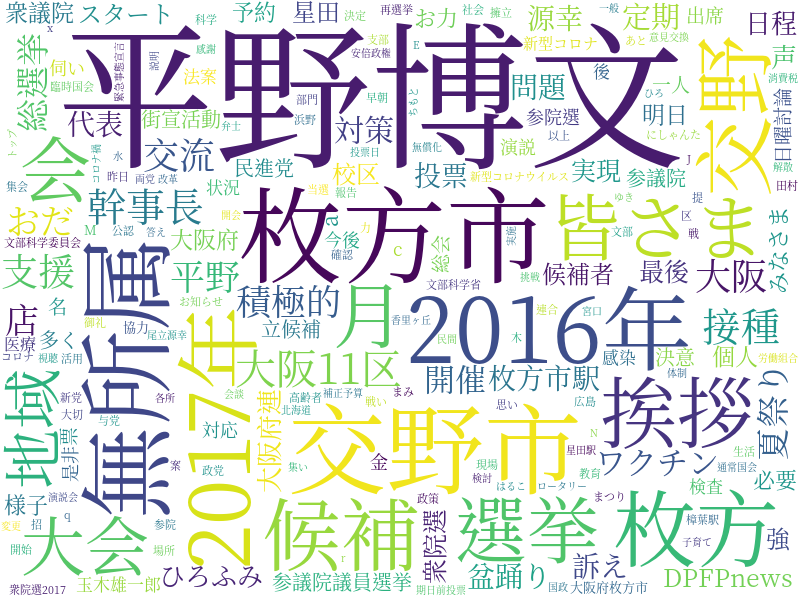 衆議院
スタート
予約
星田
お力
源幸
定期
出席
日程
平野博文
総選挙
伺い
法案
新型コロナ
問題
一人
後
声
交野
代表
街宣活動
対策
参院選
明日
日曜討論
会
交流
民進党
校区
投票
演説
実現
参議院
幹事長
状況
おだ
大阪府
今後
枚方市
皆さま
みなさま
支援
平野
候補者
最後
大阪
店
名
積極的
月
2016年
接種
多く
医療
立候補
総会
無所属
2017年
大阪11区
開催
枚方市駅
感染
決意
個人
地域
挨拶
夏祭り
是非票
対応
大阪府連
交野市
金
ワクチン
必要
様子
検査
大会
候補
選挙
枚方
強
衆院選
訴え
玉木雄一郎
ひろふみ
参議院議員選挙
盆踊り
DPFPnews
衆院選2017
期日前投票
国政
大阪府枚方市
文部科学委員会
文部科学省
新型コロナウイルス
緊急事態宣言
臨時国会
安倍政権
意見交換
消費税
再選挙
社会
擁立
一般
科学
決定
感謝
説明
支部
部門
浜野
弁士
早朝
ちもと
無償化
以上
にしゃんた
ひろ
解散
田村
トップ
コロナ禍
水
昨日
両党
改革
投票日
当選
報告
集会
公認
答え
開会
確認
ゆき
文部
実施
挑戦
区
戦
捉
お知らせ
御礼
協力
尾立源幸
香里ヶ丘
連合
宮口
民間
木
労働組合
コロナ
視聴
活用
新党
大切
与党
各所
会談
高齢者
北海道
補正予算
戦い
まみ
思い
広島
体制
星田駅
生活
通常国会
案
政党
集い
現場
検討
教育
はるこ
ロータリー
まつり
樟葉駅
子育て
政策
演説会
変更
招
参院
開始
場所
あと
力